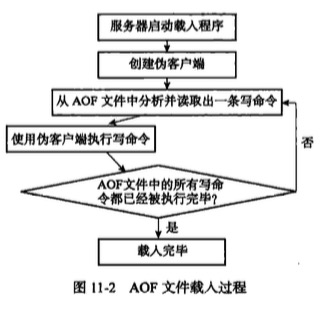 服务器启动载入程序
创建伪客户端
从 AOF 文件中分析并读取出一条写命令
使用伪客户端执行写命令
否
AOF文件中的所有写命
令都已经被执行完毕?
是
载入完毕
图 11-2 AOF 文件载入过程